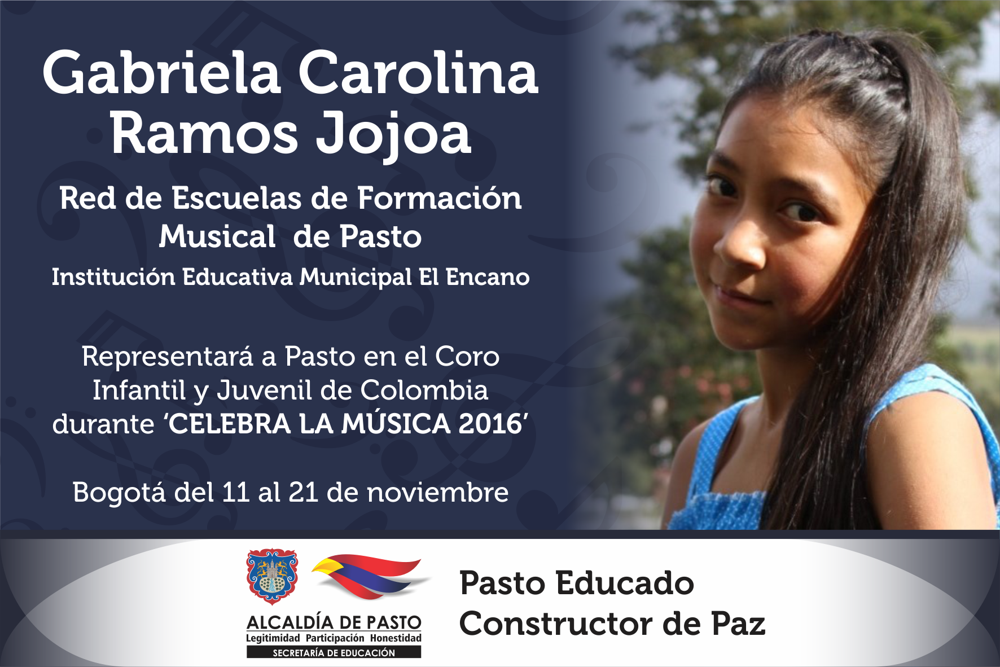 Gabriela Carolina
Ramos Jojoa
Red de Escuelas de Formación
Musical de Pasto
Institución Educativa Municipal El Encano
Representará a Pasto en el Coro
Infantil y Juvenil de Colombia
durante ‘CELEBRA LA MÚSICA 2016’
Bogotá del 11 al 21 de noviembre
ALCALDÍA DE PASTO
Legitimidad Participación Honestidad
SECRETARÍA DE EDUCACIÓN
Pasto Educado
Constructor de Paz